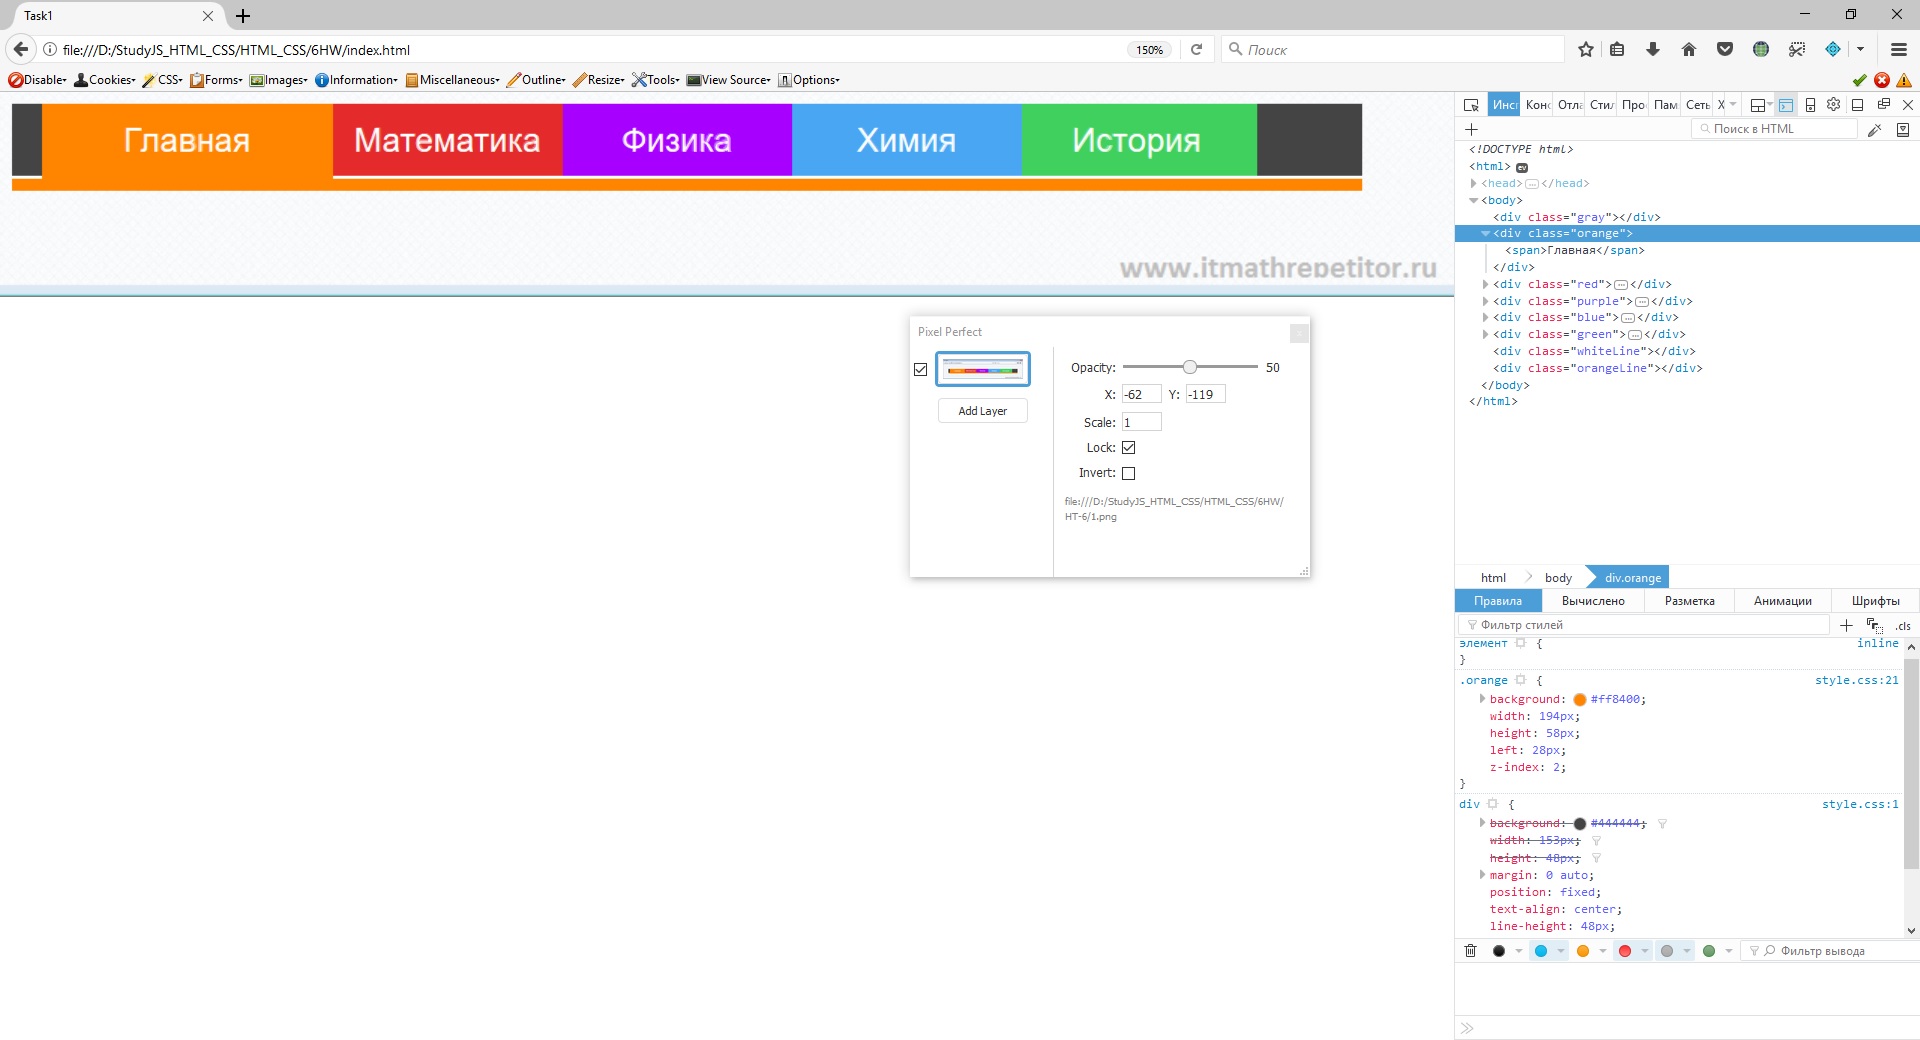 Task1
file:///D:/StudyJS_HTML_CSS/HTML_CSS/6HW/index.html
150%
Поиск
Disable Cookies CSS Forms Images Information Miscellaneous Outline Resize Tools View Source Options
Главная Математика Физика Химия История
www.itmathrepetitor.ru
Pixel Perfect
Opacity: 50
X: -62 Y: -119
Add Layer
Scale: 1
Lock:
Invert:
file:///D:/StudyJS_HTML_CSS/HTML_CSS/6HW/
HT-6/1.png
Инс Кон Отла Стил Про Пам Сеть X
Поиск в HTML
<!DOCTYPE html>
<html> ev
<head> … </head>
<body>
<div class="gray"></div>
<div class="orange">
<span>Главная</span>
</div>
<div class="red"> … </div>
<div class="purple"> … </div>
<div class="blue"> … </div>
<div class="green"> … </div>
<div class="whiteLine"></div>
<div class="orangeLine"></div>
</body>
</html>
html body div.orange
Правила Вычислено Разметка Анимации Шрифты
Фильтр стилей + .cls
элемент { inline
}
.orange { style.css:21
background: #ff8400;
width: 194px;
height: 58px;
left: 28px;
z-index: 2;
}
div { style.css:1
background: #444444;
width: 153px;
height: 48px;
margin: 0 auto;
position: fixed;
text-align: center;
line-height: 48px;
Фильтр вывода